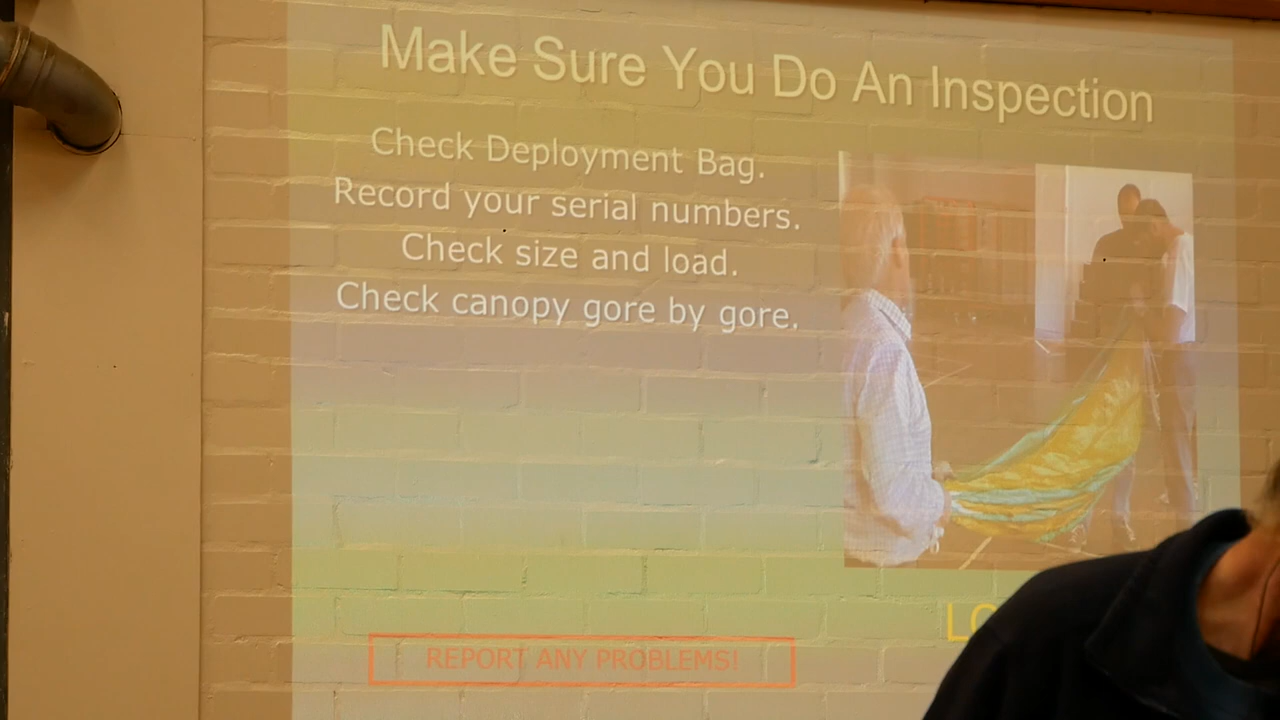 Make Sure You Do An Inspection
Check Deployment Bag.
Record your serial numbers.
Check size and load.
Check canopy gore by gore.
REPORT ANY PROBLEMS!